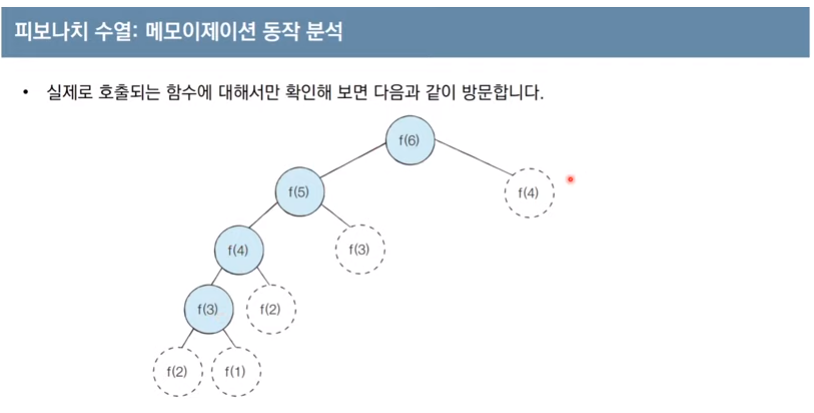 피보나치 수열: 메모이제이션 동작 분석
• 실제로 호출되는 함수에 대해서만 확인해 보면 다음과 같이 방문합니다.
f(6)
f(5)
f(4)
f(4)
f(3)
f(3)
f(2)
f(2)
f(1)